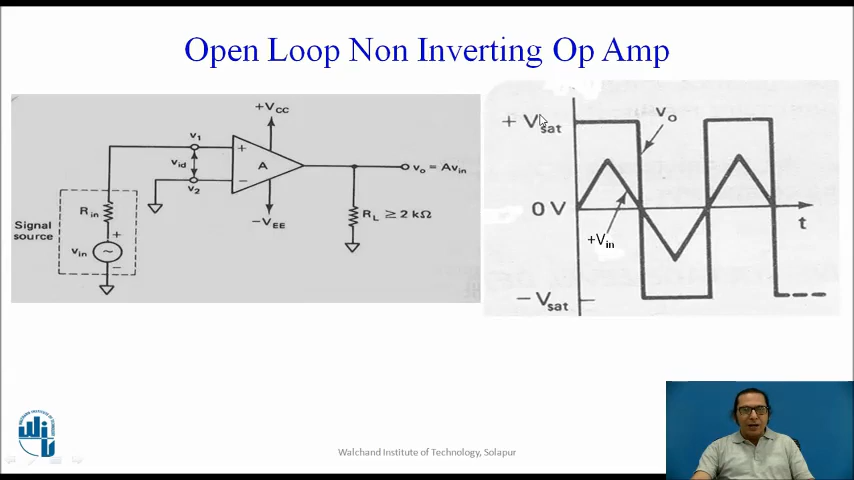 Open Loop Non Inverting Op Amp
+VCC
v1
+
vid
A
vo = Avin
−
v2
Rin
−VEE
RL ≥ 2 kΩ
Signal
source
+
vin
~
−
+ Vsat
vo
0 V
t
+Vin
− Vsat
Walchand Institute of Technology, Solapur